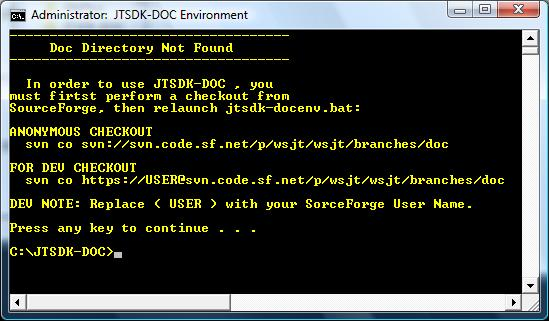 Administrator: JTSDK-DOC Environment
-----------------------------------
Doc Directory Not Found
-----------------------------------
In order to use JTSDK-DOC , you
must firtst perform a checkout from
SourceForge, then relaunch jtsdk-docenv.bat:
ANONYMOUS CHECKOUT
svn co svn://svn.code.sf.net/p/wsjt/wsjt/branches/doc
FOR DEV CHECKOUT
svn co https://USER@svn.code.sf.net/p/wsjt/wsjt/branches/doc
DEV NOTE: Replace ( USER ) with your SorceForge User Name.
Press any key to continue . . .
C:\JTSDK-DOC>